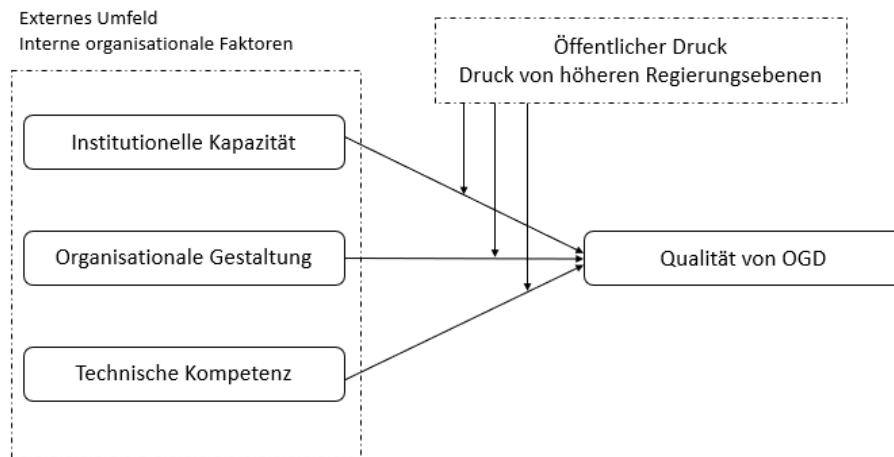 Externes Umfeld
Interne organisationale Faktoren
Öffentlicher Druck
Druck von höheren Regierungsebenen
Institutionelle Kapazität
Organisationale Gestaltung
Qualität von OGD
Technische Kompetenz